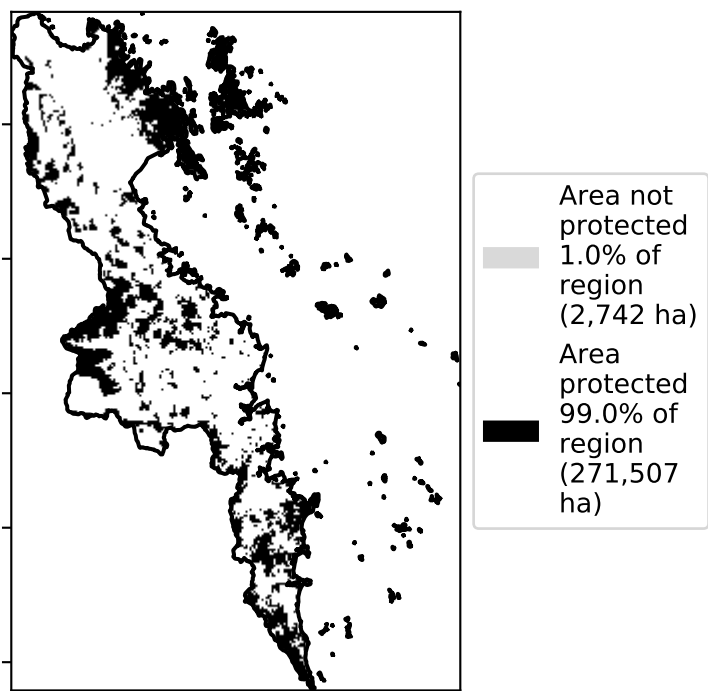 Area not
protected
1.0% of
region
(2,742 ha)
Area
protected
99.0% of
region
(271,507
ha)